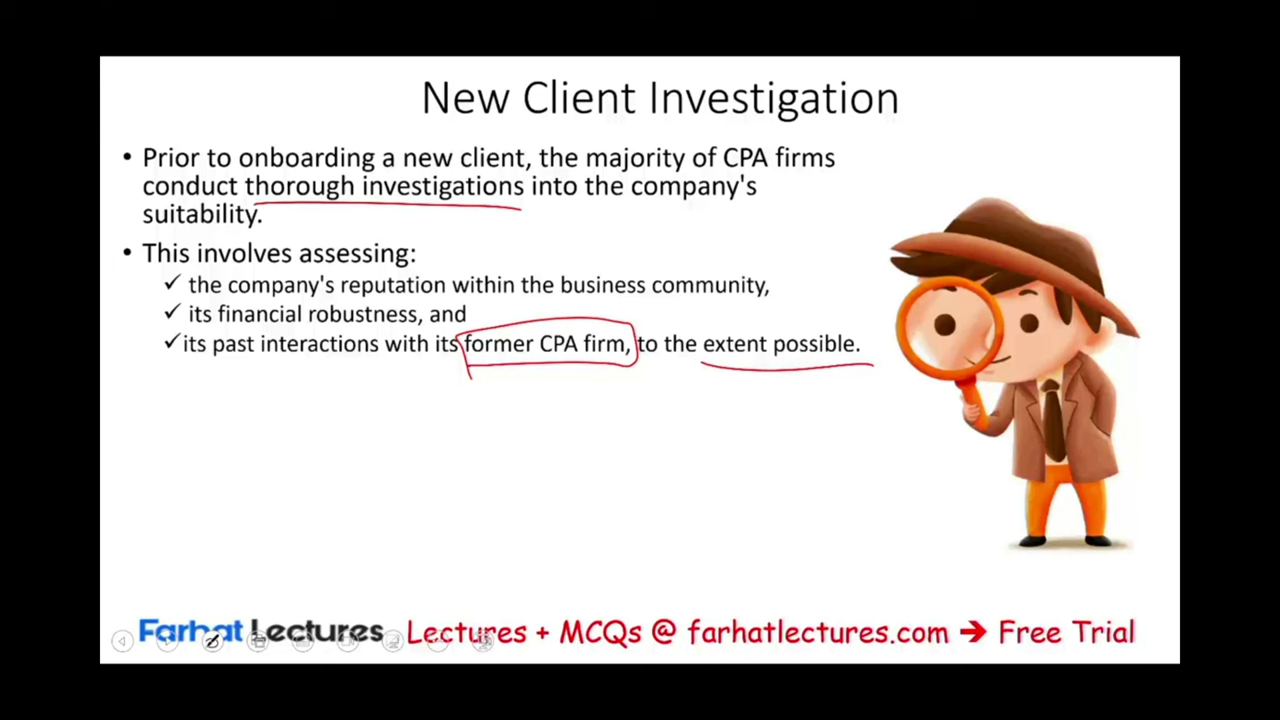 New Client Investigation
• Prior to onboarding a new client, the majority of CPA firms
conduct thorough investigations into the company's
suitability.
• This involves assessing:
✓ the company's reputation within the business community,
✓ its financial robustness, and
✓ its past interactions with its former CPA firm, to the extent possible.
Farhat Lectures Lectures + MCQs @ farhatlectures.com → Free Trial